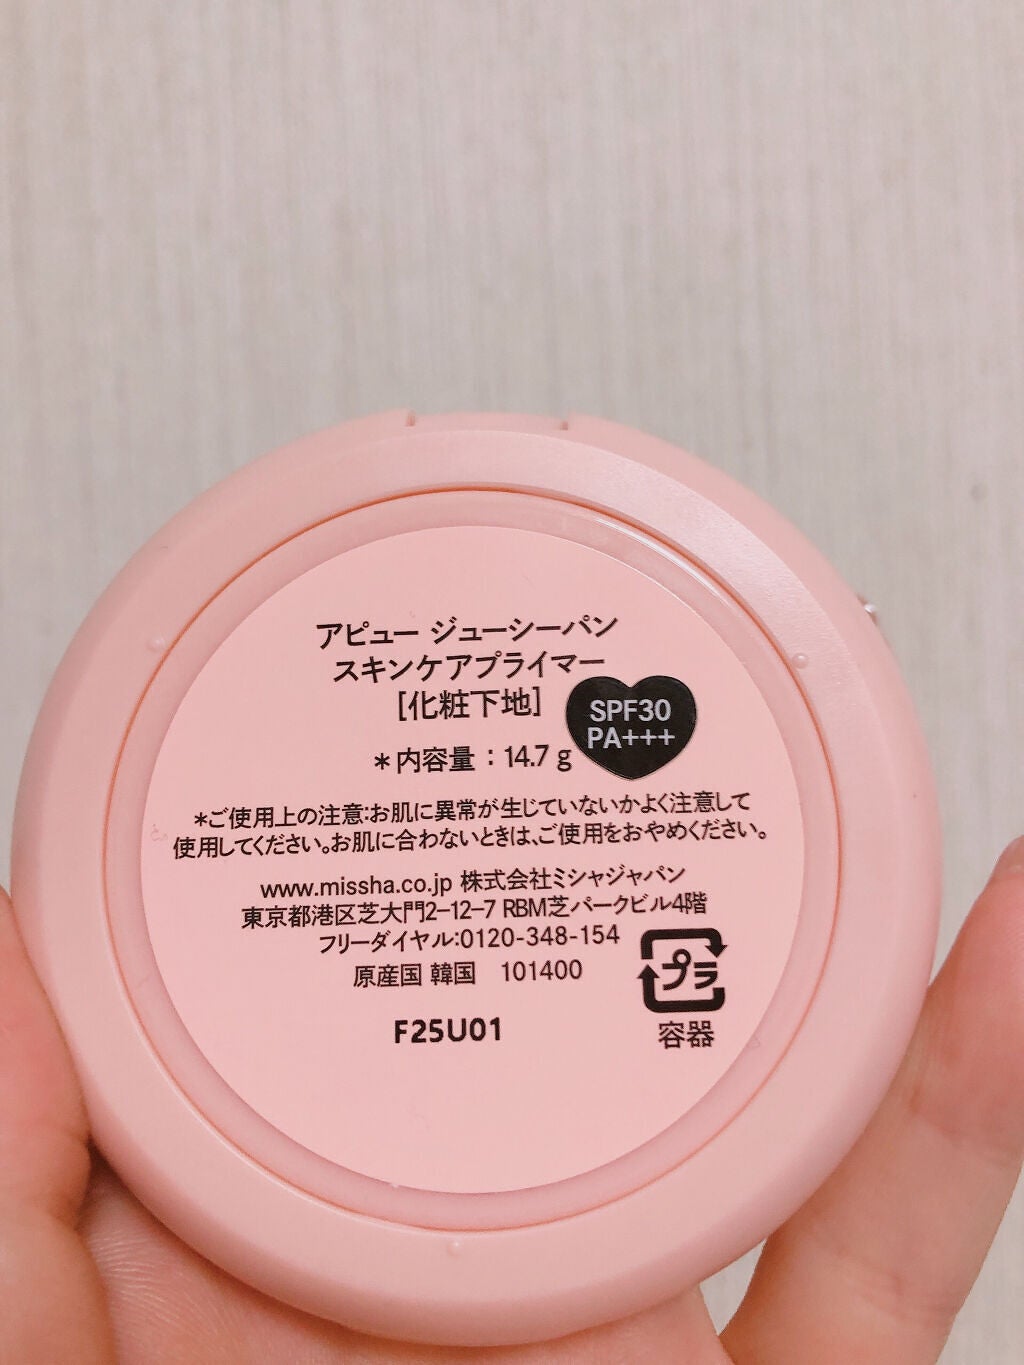 アピュー ジューシーパン
スキンケアプライマー
[化粧下地]
SPF30
PA+++
*内容量：14.7 g
*ご使用上の注意:お肌に異常が生じていないかよく注意して
使用してください。お肌に合わないときは、ご使用をおやめください。
www.missha.co.jp 株式会社ミシャジャパン
東京都港区芝大門2-12-7 RBM芝パークビル4階
フリーダイヤル:0120-348-154
原産国 韓国 101400
プラ
容器
F25U01